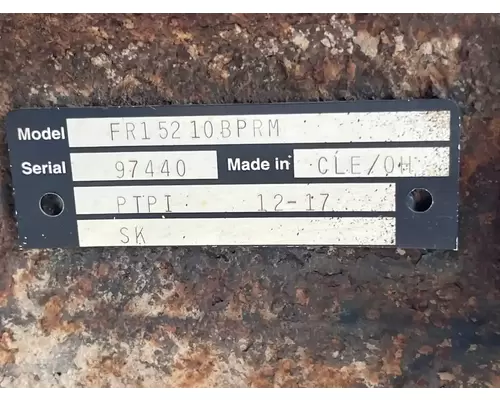 Model FR15210BPRM
Serial 97440 Made in CLE/OH
PTPI 12-17
SK